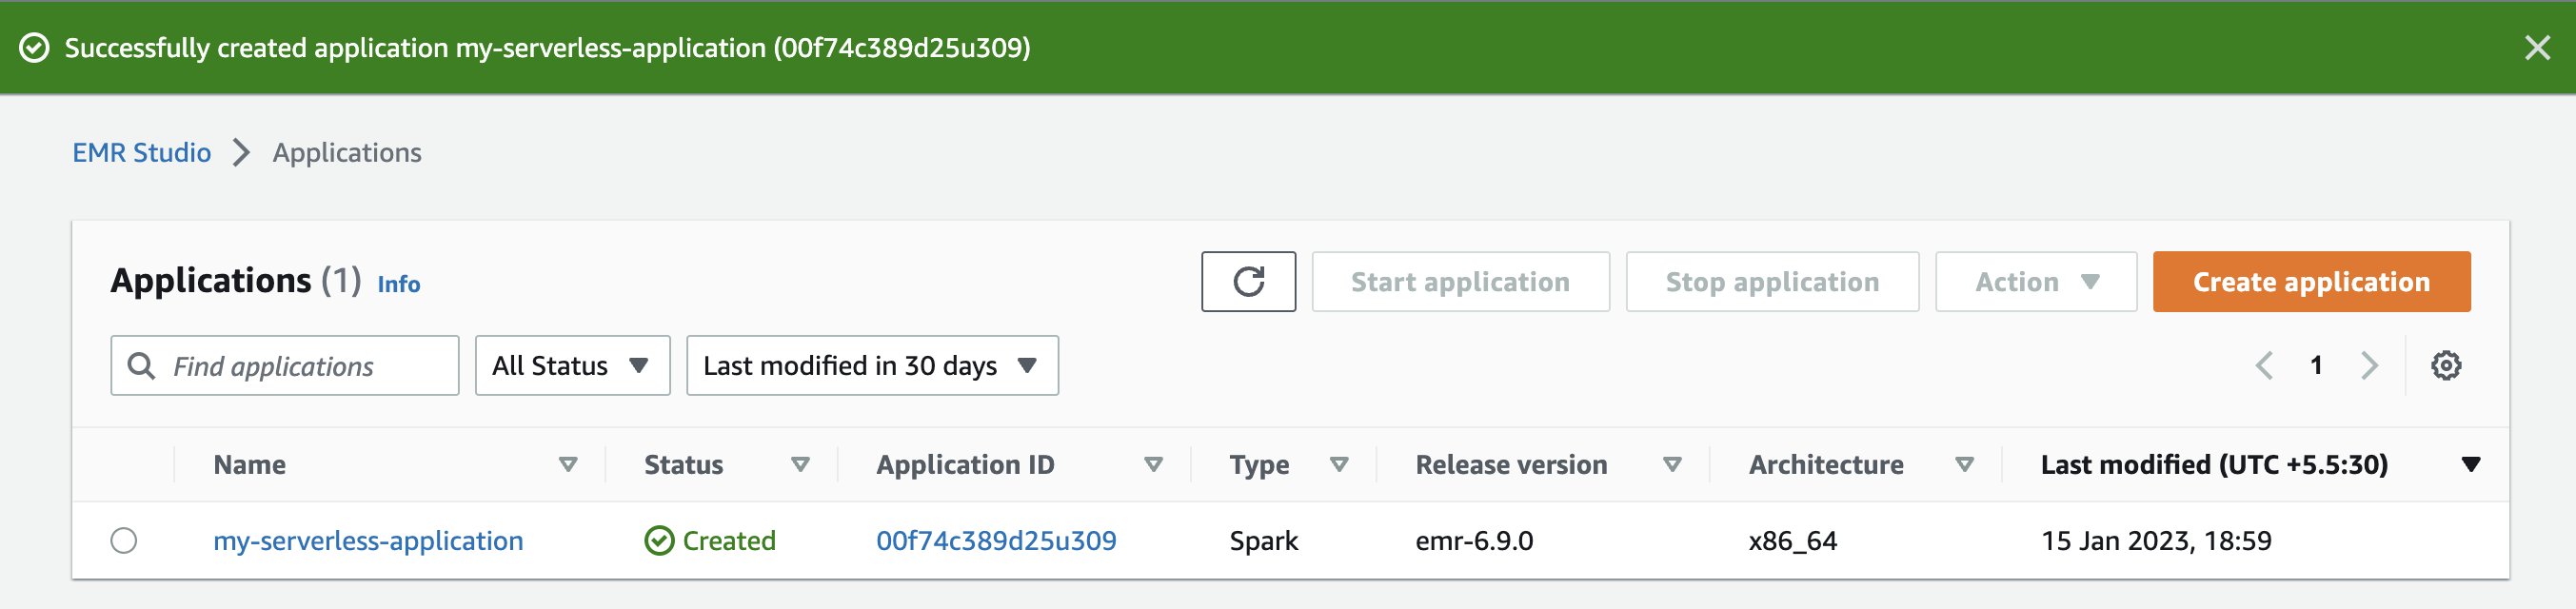 Successfully created application my-serverless-application (00f74c389d25u309)
EMR Studio Applications
Applications (1) Info
Start application Stop application Action Create application
Find applications All Status Last modified in 30 days 1
Name Status Application ID Type Release version Architecture Last modified (UTC +5.5:30)
my-serverless-application Created 00f74c389d25u309 Spark emr-6.9.0 x86_64 15 Jan 2023, 18:59